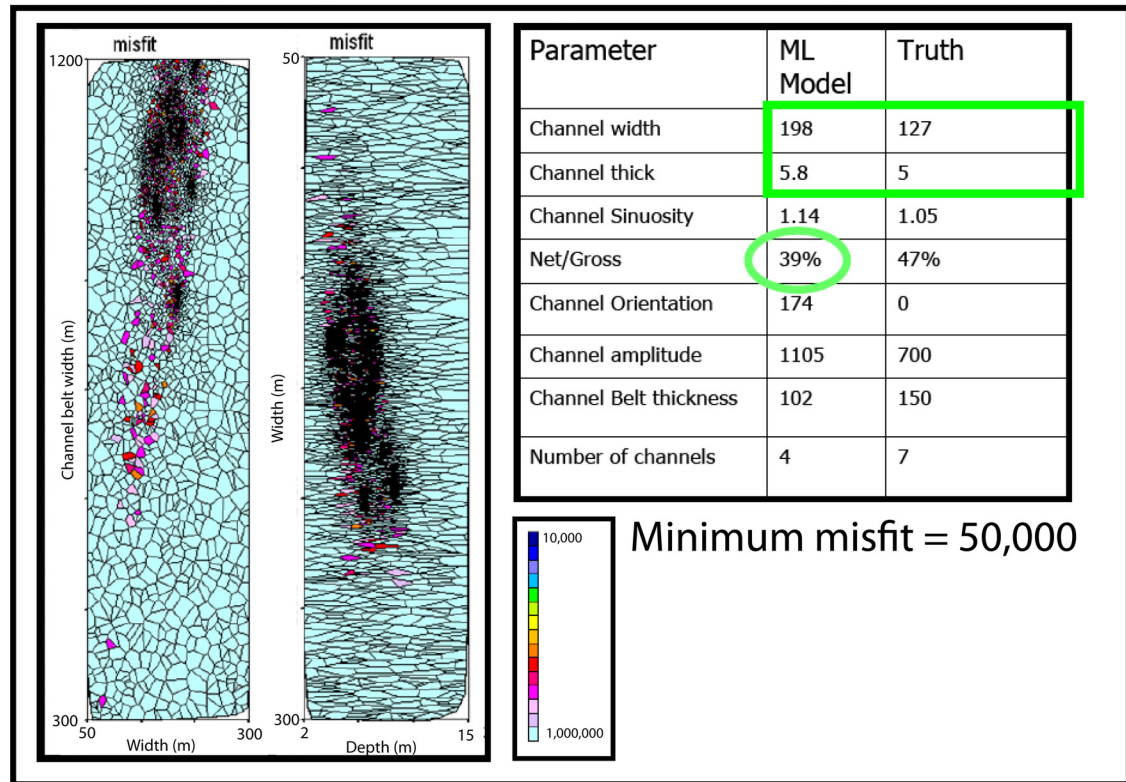 misfit
1200
Channel belt width (m)
300
50
Width (m)
300
misfit
50
Width (m)
300
2
Depth (m)
15
Parameter ML Model Truth
Channel width 198 127
Channel thick 5.8 5
Channel Sinuosity 1.14 1.05
Net/Gross 39% 47%
Channel Orientation 174 0
Channel amplitude 1105 700
Channel Belt thickness 102 150
Number of channels 4 7
10,000
1,000,000
Minimum misfit = 50,000